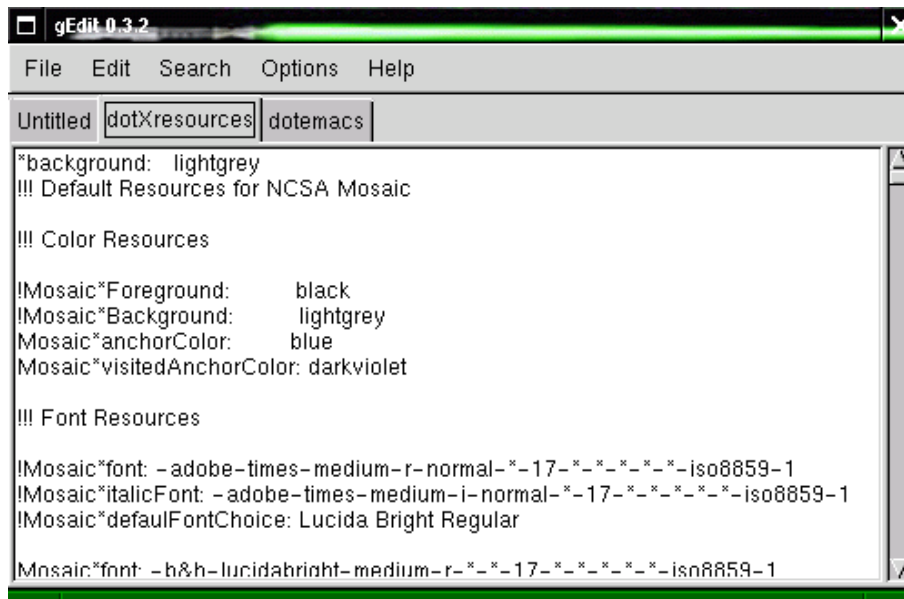 gEdit 0.3.2
File Edit Search Options Help
Untitled dotXresources dotemacs
*background: lightgrey
!!! Default Resources for NCSA Mosaic
!!! Color Resources
!Mosaic*Foreground: black
!Mosaic*Background: lightgrey
Mosaic*anchorColor: blue
Mosaic*visitedAnchorColor: darkviolet
!!! Font Resources
!Mosaic*font: -adobe-times-medium-r-normal-*-17-*-*-*-*-*-iso8859-1
!Mosaic*italicFont: -adobe-times-medium-i-normal-*-17-*-*-*-*-*-iso8859-1
!Mosaic*defaulFontChoice: Lucida Bright Regular
Mosaic*font: -b&h-lucidabright-medium-r-*-*-17-*-*-*-*-*-iso8859-1